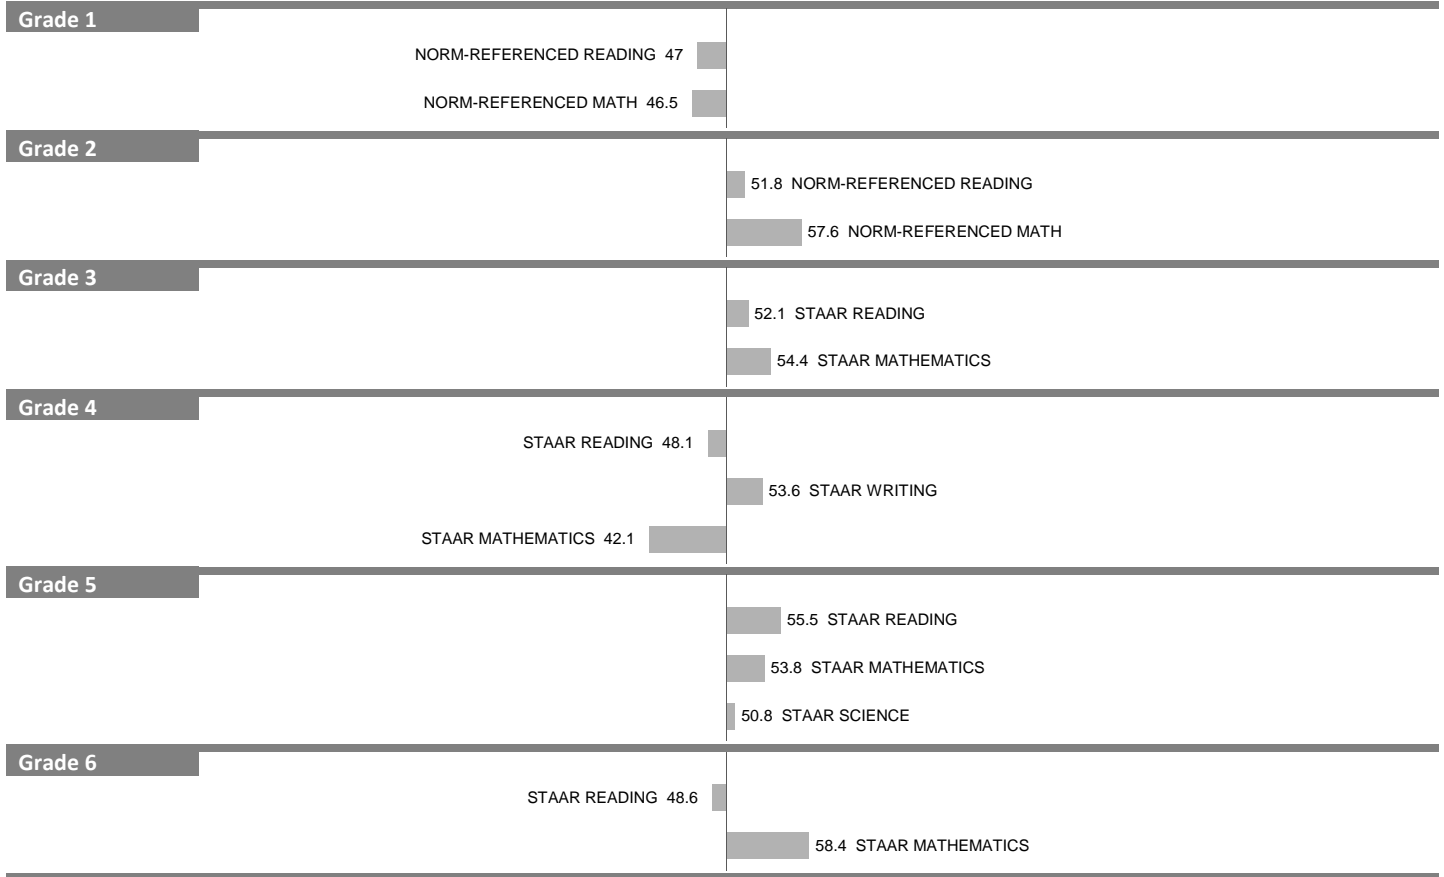 Grade 1
NORM-REFERENCED READING 47
NORM-REFERENCED MATH 46.5
Grade 2
51.8 NORM-REFERENCED READING
57.6 NORM-REFERENCED MATH
Grade 3
52.1 STAAR READING
54.4 STAAR MATHEMATICS
Grade 4
STAAR READING 48.1
53.6 STAAR WRITING
STAAR MATHEMATICS 42.1
Grade 5
55.5 STAAR READING
53.8 STAAR MATHEMATICS
50.8 STAAR SCIENCE
Grade 6
STAAR READING 48.6
58.4 STAAR MATHEMATICS